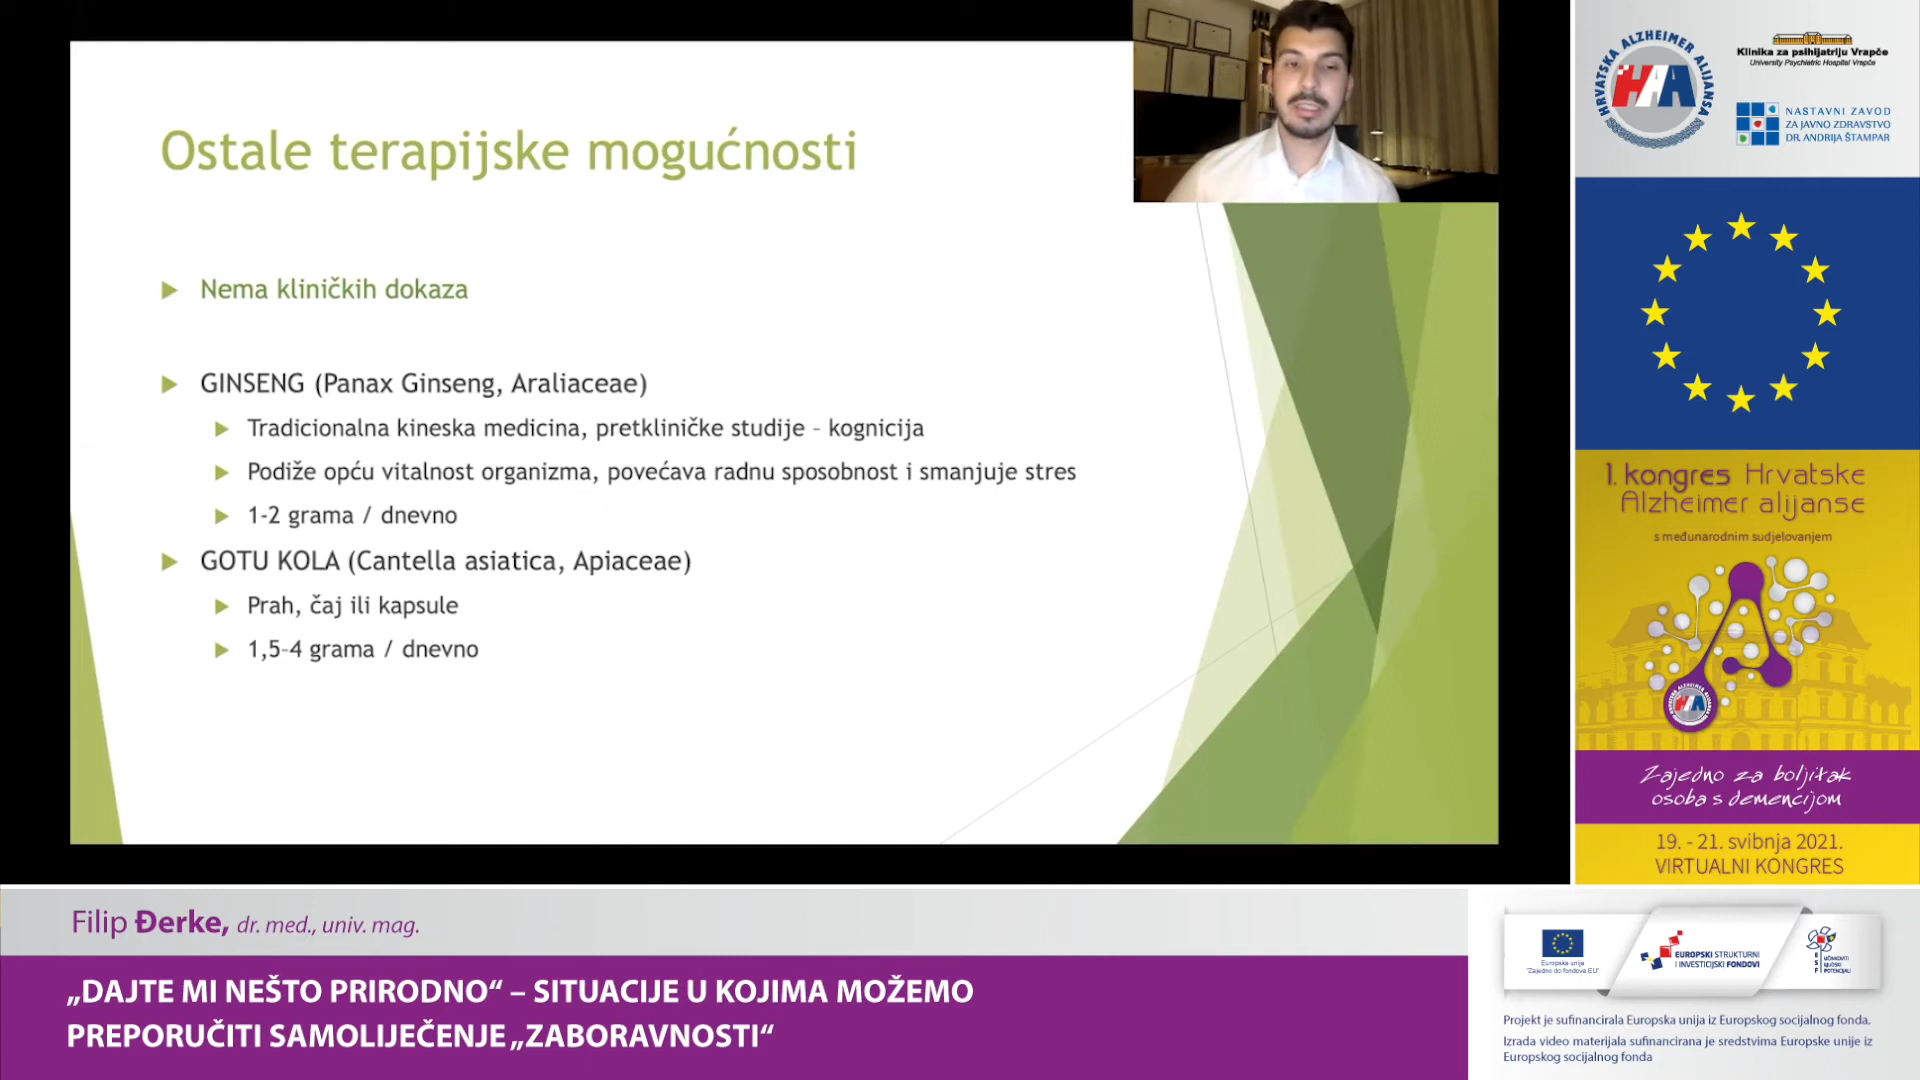 Ostale terapijske mogućnosti
Nema kliničkih dokaza
GINSENG (Panax Ginseng, Araliaceae)
Tradicionalna kineska medicina, pretkliničke studije – kognicija
Podiže opću vitalnost organizma, povećava radnu sposobnost i smanjuje stres
1-2 grama / dnevno
GOTU KOLA (Cantella asiatica, Apiaceae)
Prah, čaj ili kapsule
1,5–4 grama / dnevno
HRVATSKA ALZHEIMER ALIJANSA
HAA
Klinika za psihijatriju Vrapče
University Psychiatric Hospital Vrapče
NASTAVNI ZAVOD
ZA JAVNO ZDRAVSTVO
DR. ANDRIJA ŠTAMPAR
1. kongres Hrvatske
Alzheimer alijanse
s međunarodnim sudjelovanjem
HAA
Zajedno za boljitak
osoba s demencijom
19. - 21. svibnja 2021.
VIRTUALNI KONGRES
Filip Đerke, dr. med., univ. mag.
„DAJTE MI NEŠTO PRIRODNO“ – SITUACIJE U KOJIMA MOŽEMO
PREPORUČITI SAMOLIJEČENJE „ZABORAVNOSTI“
Europska unija
"Zajedno do fondova EU"
EUROPSKI STRUKTURNI
I INVESTICIJSKI FONDOVI
ESF
UČINKOVITI
LJUDSKI
POTENCIJALI
Projekt je sufinancirala Europska unija iz Europskog socijalnog fonda.
Izrada video materijala sufinancirana je sredstvima Europske unije iz
Europskog socijalnog fonda